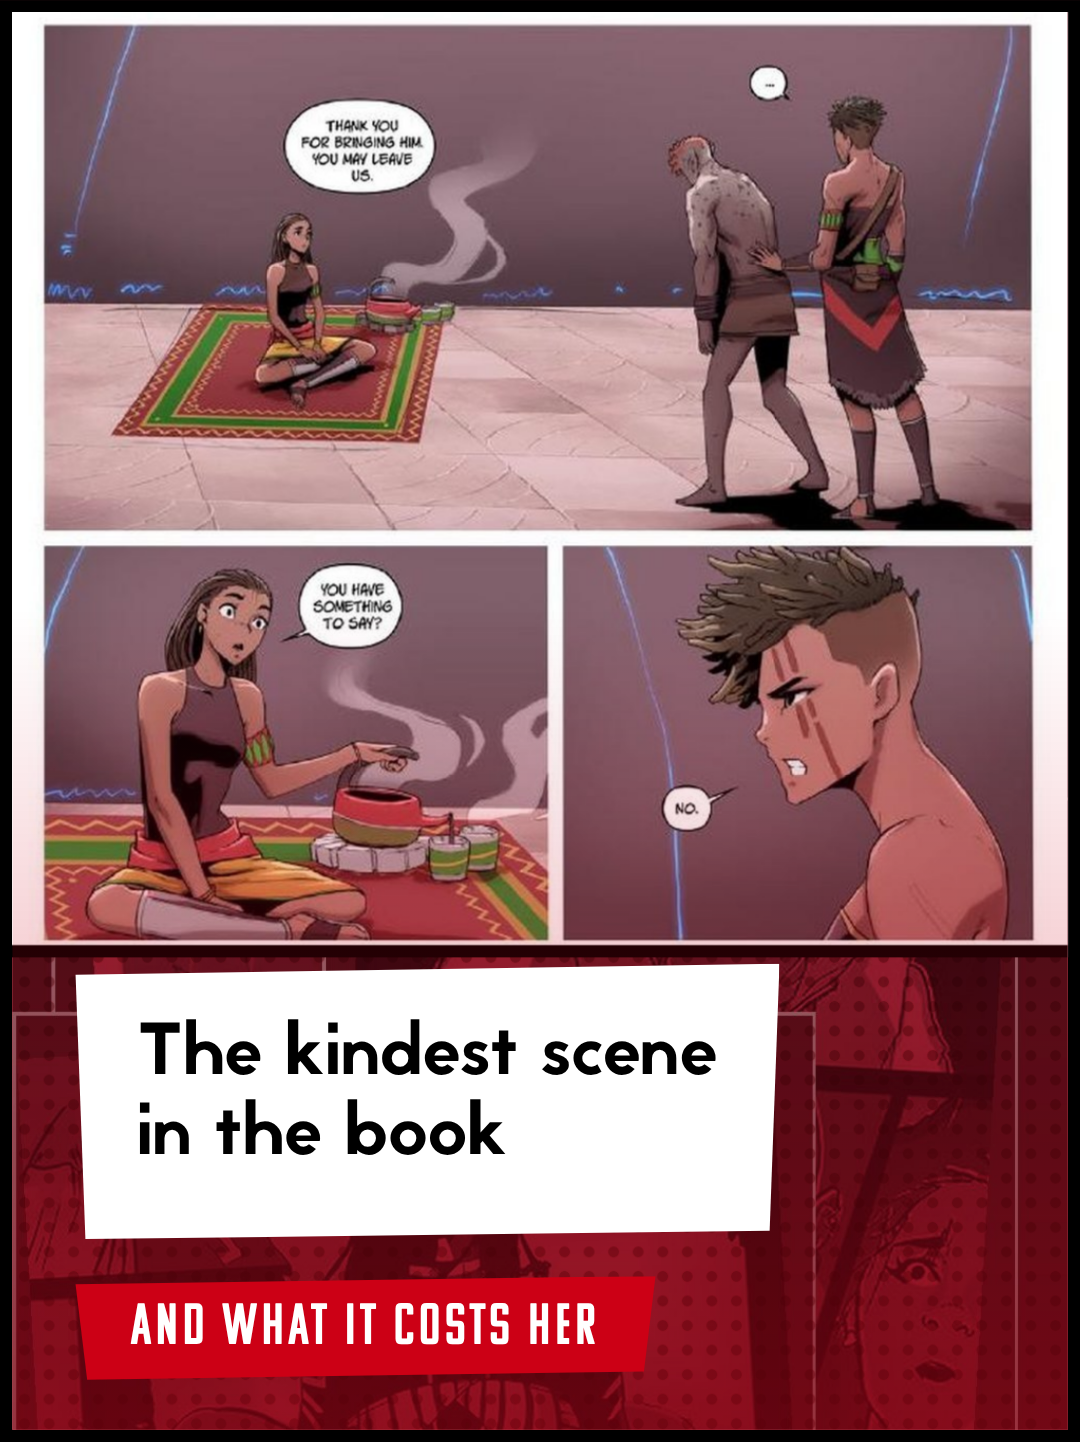 THANK YOU
FOR BRINGING HIM.
YOU MAY LEAVE
US.
...
YOU HAVE
SOMETHING
TO SAY?
NO.
The kindest scene
in the book
AND WHAT IT COSTS HER